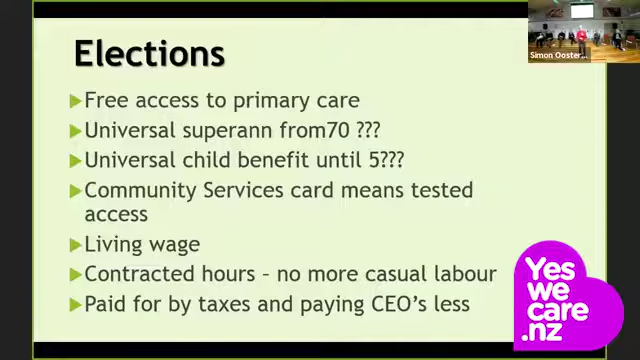 Elections
Free access to primary care
Universal superann from70 ???
Universal child benefit until 5???
Community Services card means tested
access
Living wage
Contracted hours – no more casual labour
Paid for by taxes and paying CEO’s less
Simon Ooster...
Yes
we
care
.nz